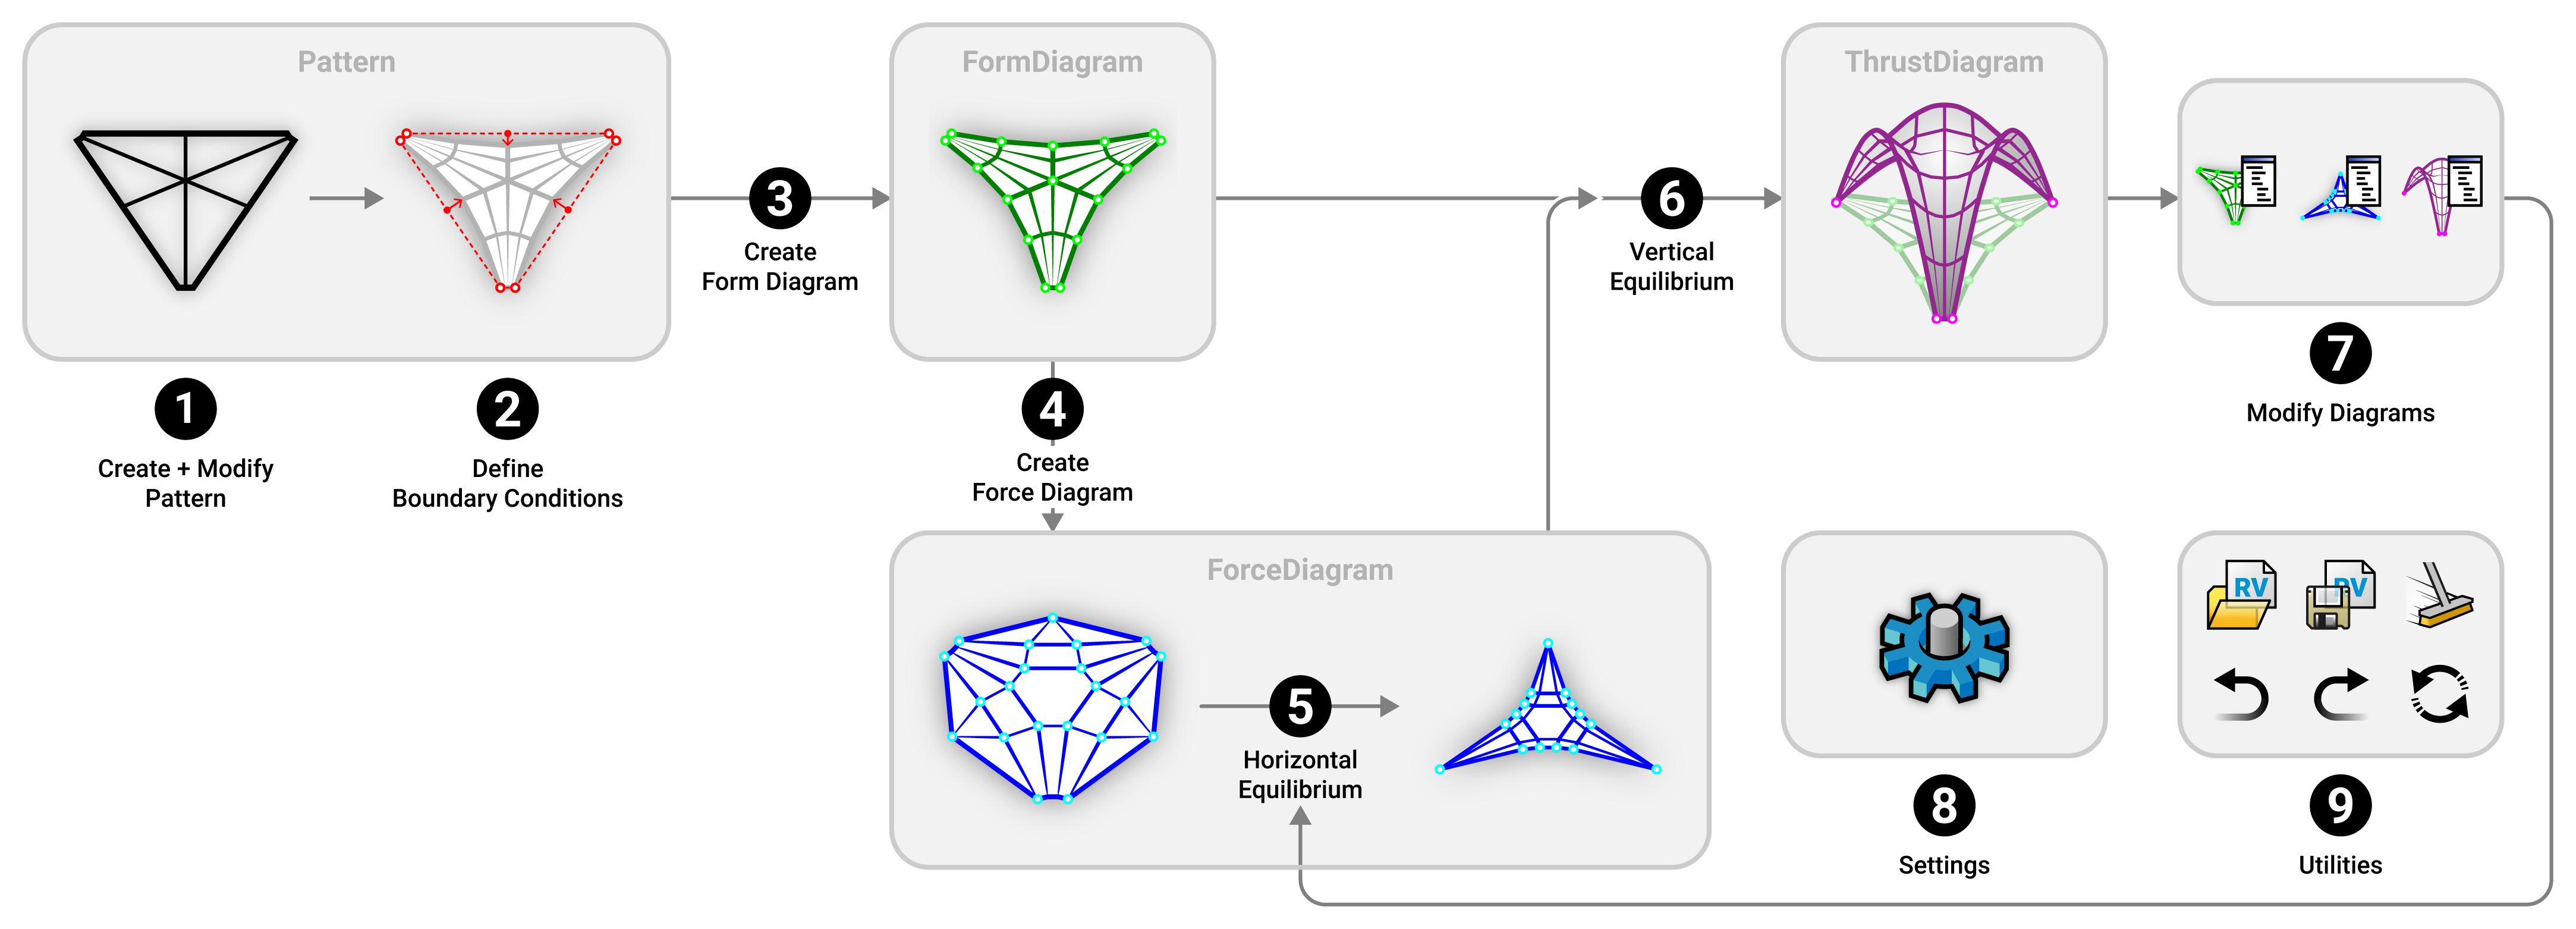 Pattern
1
Create + Modify
Pattern
2
Define
Boundary Conditions
3
Create
Form Diagram
FormDiagram
4
Create
Force Diagram
ForceDiagram
5
Horizontal
Equilibrium
6
Vertical
Equilibrium
ThrustDiagram
7
Modify Diagrams
8
Settings
RV
RV
9
Utilities